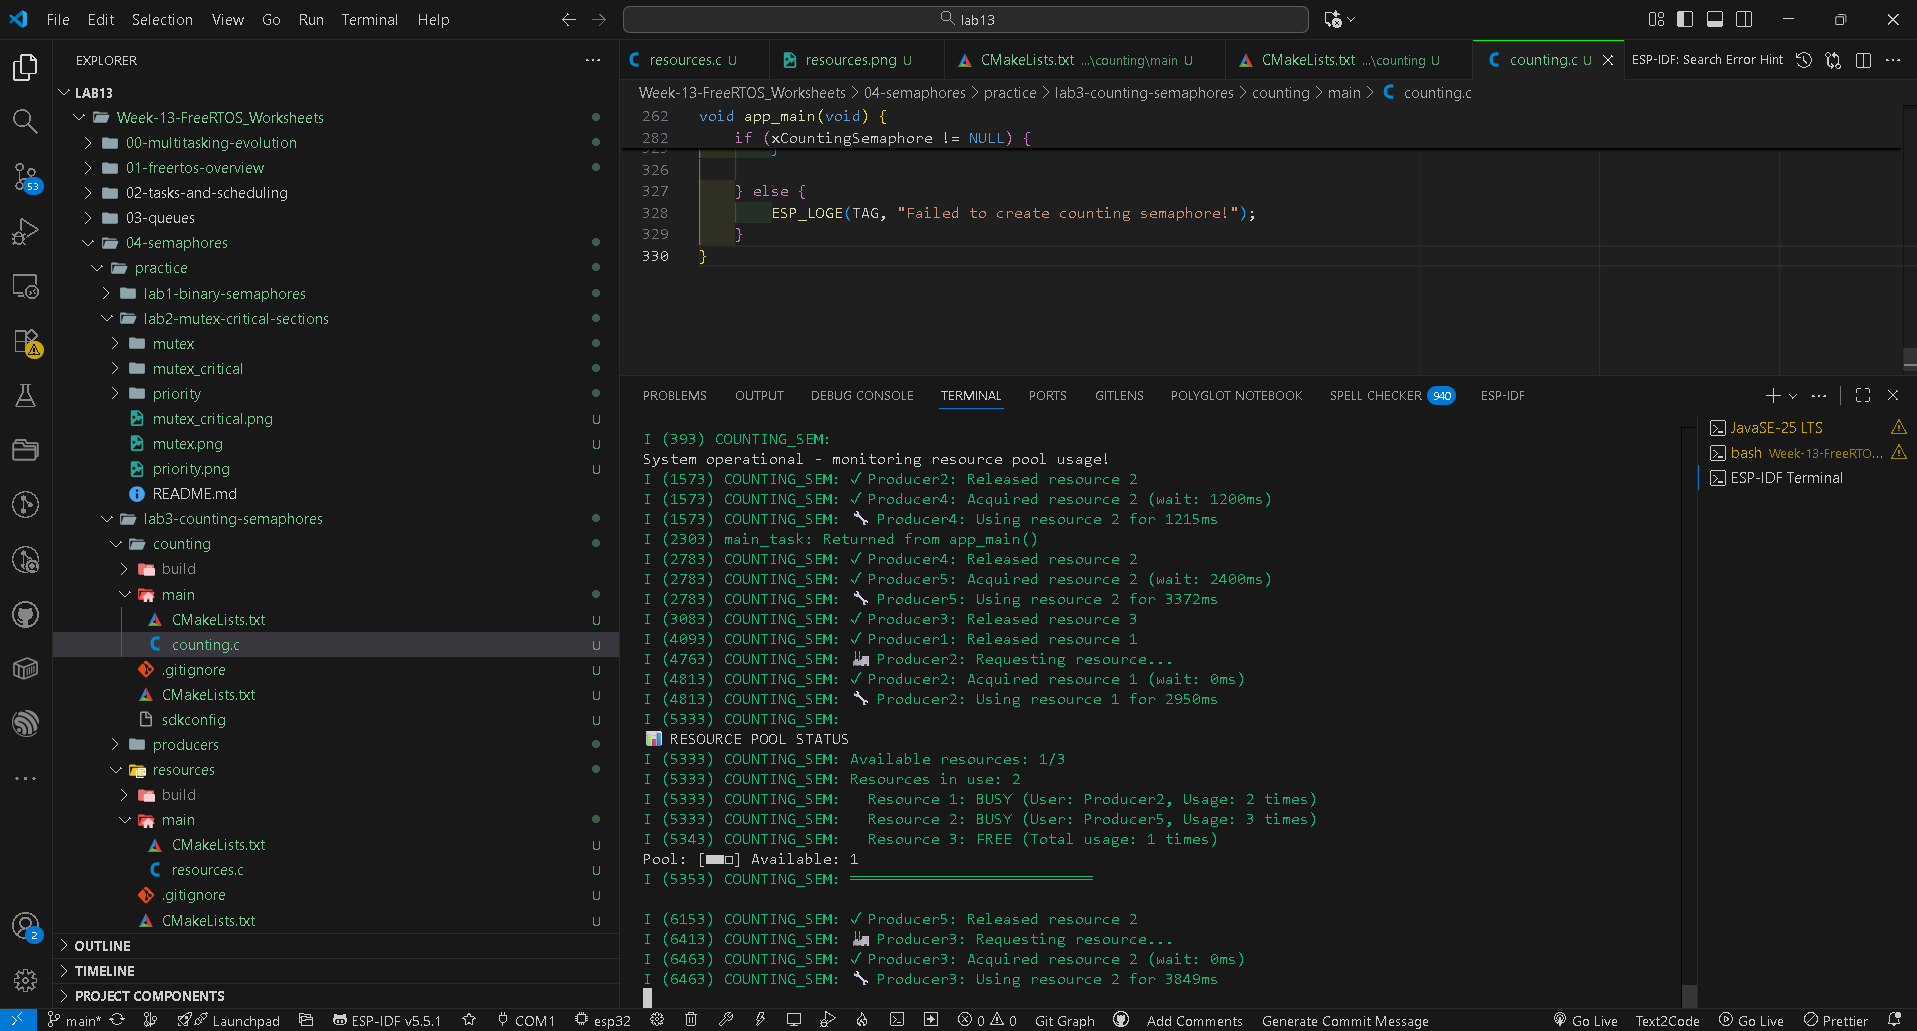 File Edit Selection View Go Run Terminal Help
lab13
EXPLORER
LAB13
Week-13-FreeRTOS_Worksheets
00-multitasking-evolution
01-freertos-overview
02-tasks-and-scheduling
03-queues
04-semaphores
practice
lab1-binary-semaphores
lab2-mutex-critical-sections
mutex
mutex_critical
priority
mutex_critical.png U
mutex.png U
priority.png U
README.md
lab3-counting-semaphores
counting
build
main
CMakeLists.txt U
counting.c U
.gitignore U
CMakeLists.txt U
sdkconfig U
producers
resources
build
main
CMakeLists.txt U
resources.c U
.gitignore U
CMakeLists.txt U
OUTLINE
TIMELINE
PROJECT COMPONENTS
53
2
resources.c U
resources.png U
CMakeLists.txt ...\counting\main U
CMakeLists.txt ...\counting U
counting.c U
ESP-IDF: Search Error Hint
Week-13-FreeRTOS_Worksheets > 04-semaphores > practice > lab3-counting-semaphores > counting > main > counting.c
262 void app_main(void) {
282 if (xCountingSemaphore != NULL) {
325 }
326
327 } else {
328 ESP_LOGE(TAG, "Failed to create counting semaphore!");
329 }
330 }
PROBLEMS OUTPUT DEBUG CONSOLE TERMINAL PORTS GITLENS POLYGLOT NOTEBOOK SPELL CHECKER 940 ESP-IDF
I (393) COUNTING_SEM:
System operational - monitoring resource pool usage!
I (1573) COUNTING_SEM: ✓ Producer2: Released resource 2
I (1573) COUNTING_SEM: ✓ Producer4: Acquired resource 2 (wait: 1200ms)
I (1573) COUNTING_SEM: 🔧 Producer4: Using resource 2 for 1215ms
I (2303) main_task: Returned from app_main()
I (2783) COUNTING_SEM: ✓ Producer4: Released resource 2
I (2783) COUNTING_SEM: ✓ Producer5: Acquired resource 2 (wait: 2400ms)
I (2783) COUNTING_SEM: 🔧 Producer5: Using resource 2 for 3372ms
I (3083) COUNTING_SEM: ✓ Producer3: Released resource 3
I (4093) COUNTING_SEM: ✓ Producer1: Released resource 1
I (4763) COUNTING_SEM: 🏭 Producer2: Requesting resource...
I (4813) COUNTING_SEM: ✓ Producer2: Acquired resource 1 (wait: 0ms)
I (4813) COUNTING_SEM: 🔧 Producer2: Using resource 1 for 2950ms
I (5333) COUNTING_SEM:
📊 RESOURCE POOL STATUS
I (5333) COUNTING_SEM: Available resources: 1/3
I (5333) COUNTING_SEM: Resources in use: 2
I (5333) COUNTING_SEM: Resource 1: BUSY (User: Producer2, Usage: 2 times)
I (5333) COUNTING_SEM: Resource 2: BUSY (User: Producer5, Usage: 3 times)
I (5343) COUNTING_SEM: Resource 3: FREE (Total usage: 1 times)
Pool: [■■□] Available: 1
I (5353) COUNTING_SEM: ═══════════════════════════
I (6153) COUNTING_SEM: ✓ Producer5: Released resource 2
I (6413) COUNTING_SEM: 🏭 Producer3: Requesting resource...
I (6463) COUNTING_SEM: ✓ Producer3: Acquired resource 2 (wait: 0ms)
I (6463) COUNTING_SEM: 🔧 Producer3: Using resource 2 for 3849ms
JavaSE-25 LTS
bash Week-13-FreeRTO...
ESP-IDF Terminal
main* Launchpad ESP-IDF v5.5.1 COM1 esp32 0 0 Git Graph Add Comments Generate Commit Message Go Live Text2Code Go Live Prettier